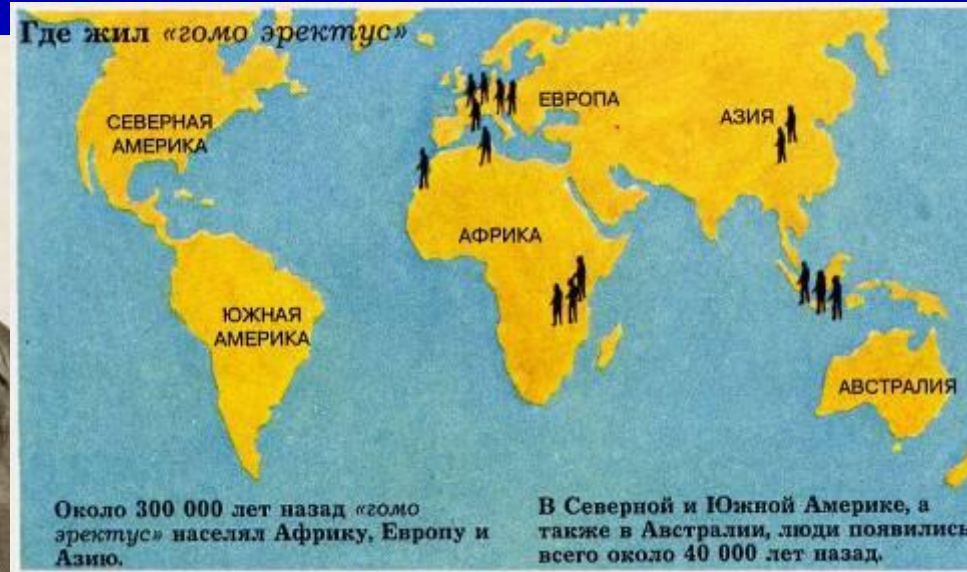 Где жил «гомо эректус»
СЕВЕРНАЯ
АМЕРИКА
ЕВРОПА
АЗИЯ
АФРИКА
ЮЖНАЯ
АМЕРИКА
АВСТРАЛИЯ
Около 300 000 лет назад «гомо
эректус» населял Африку, Европу и
Азию.
В Северной и Южной Америке, а
также в Австралии, люди появились
всего около 40 000 лет назад.